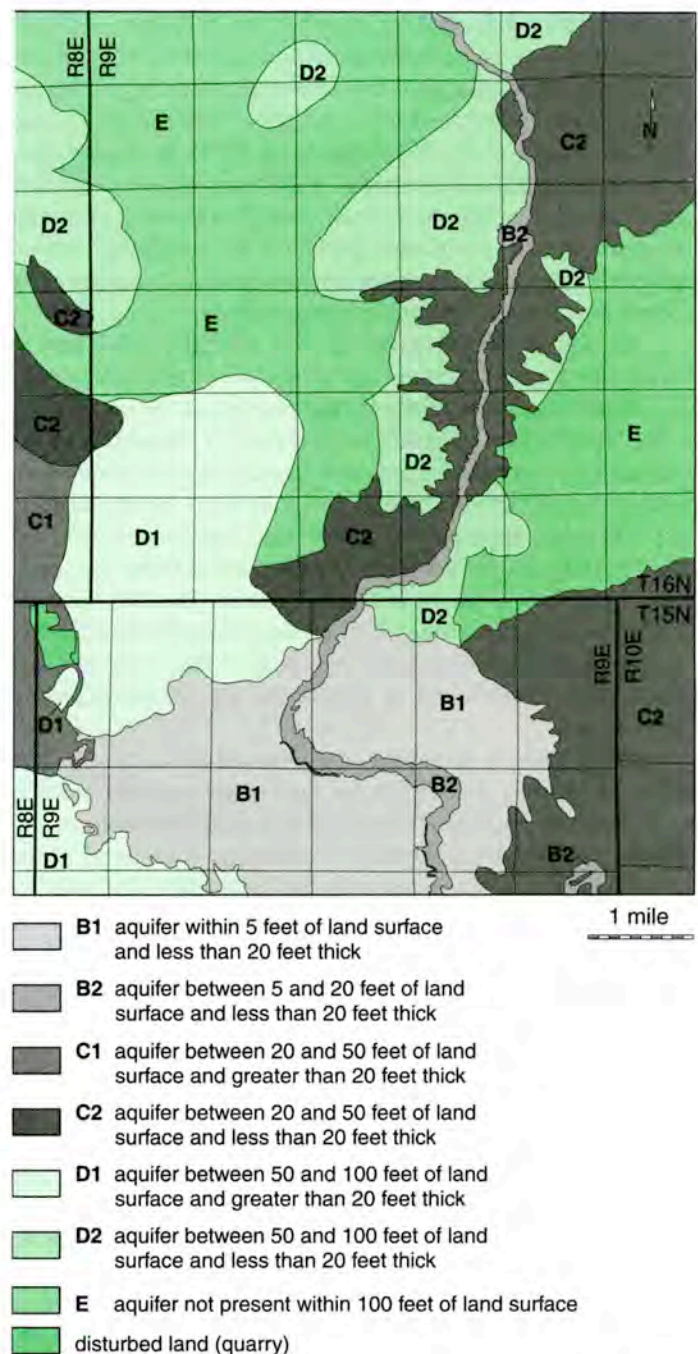 R8E
R9E
D2
D2
E
C2
N
D2
D2
B2
D2
C2
E
C2
D2
E
C1
D1
C2
T16N
D2
T15N
R9E
R10E
B1
C2
D1
B1
B2
R8E
R9E
D1
B2
1 mile
B1 aquifer within 5 feet of land surface
and less than 20 feet thick
B2 aquifer between 5 and 20 feet of land
surface and less than 20 feet thick
C1 aquifer between 20 and 50 feet of land
surface and greater than 20 feet thick
C2 aquifer between 20 and 50 feet of land
surface and less than 20 feet thick
D1 aquifer between 50 and 100 feet of land
surface and greater than 20 feet thick
D2 aquifer between 50 and 100 feet of land
surface and less than 20 feet thick
E aquifer not present within 100 feet of land surface
disturbed land (quarry)